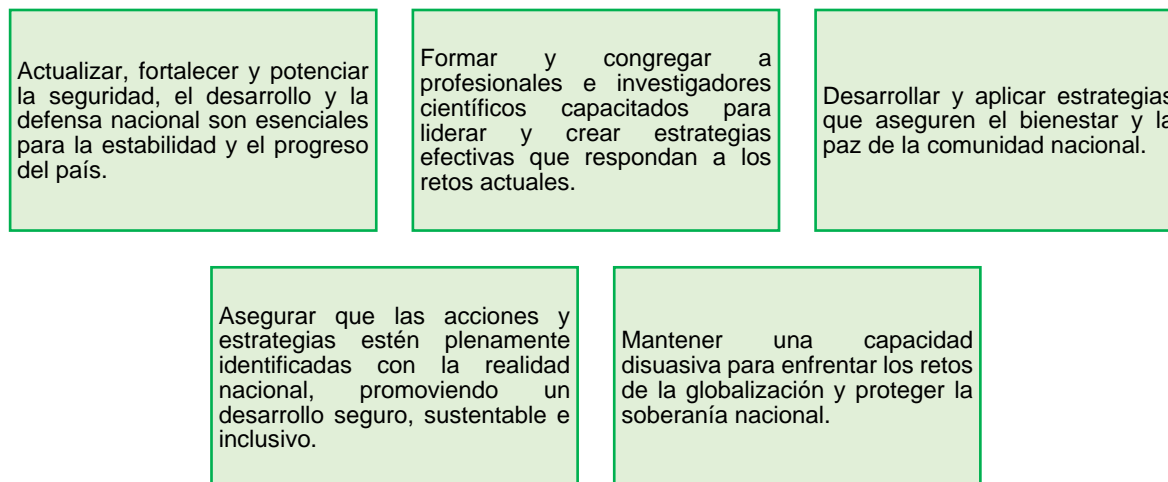 Actualizar, fortalecer y potenciar
la seguridad, el desarrollo y la
defensa nacional son esenciales
para la estabilidad y el progreso
del país.
Formar y congregar a
profesionales e investigadores
científicos capacitados para
liderar y crear estrategias
efectivas que respondan a los
retos actuales.
Desarrollar y aplicar estrategias
que aseguren el bienestar y la
paz de la comunidad nacional.
Asegurar que las acciones y
estrategias estén plenamente
identificadas con la realidad
nacional, promoviendo un
desarrollo seguro, sustentable e
inclusivo.
Mantener una capacidad
disuasiva para enfrentar los retos
de la globalización y proteger la
soberanía nacional.